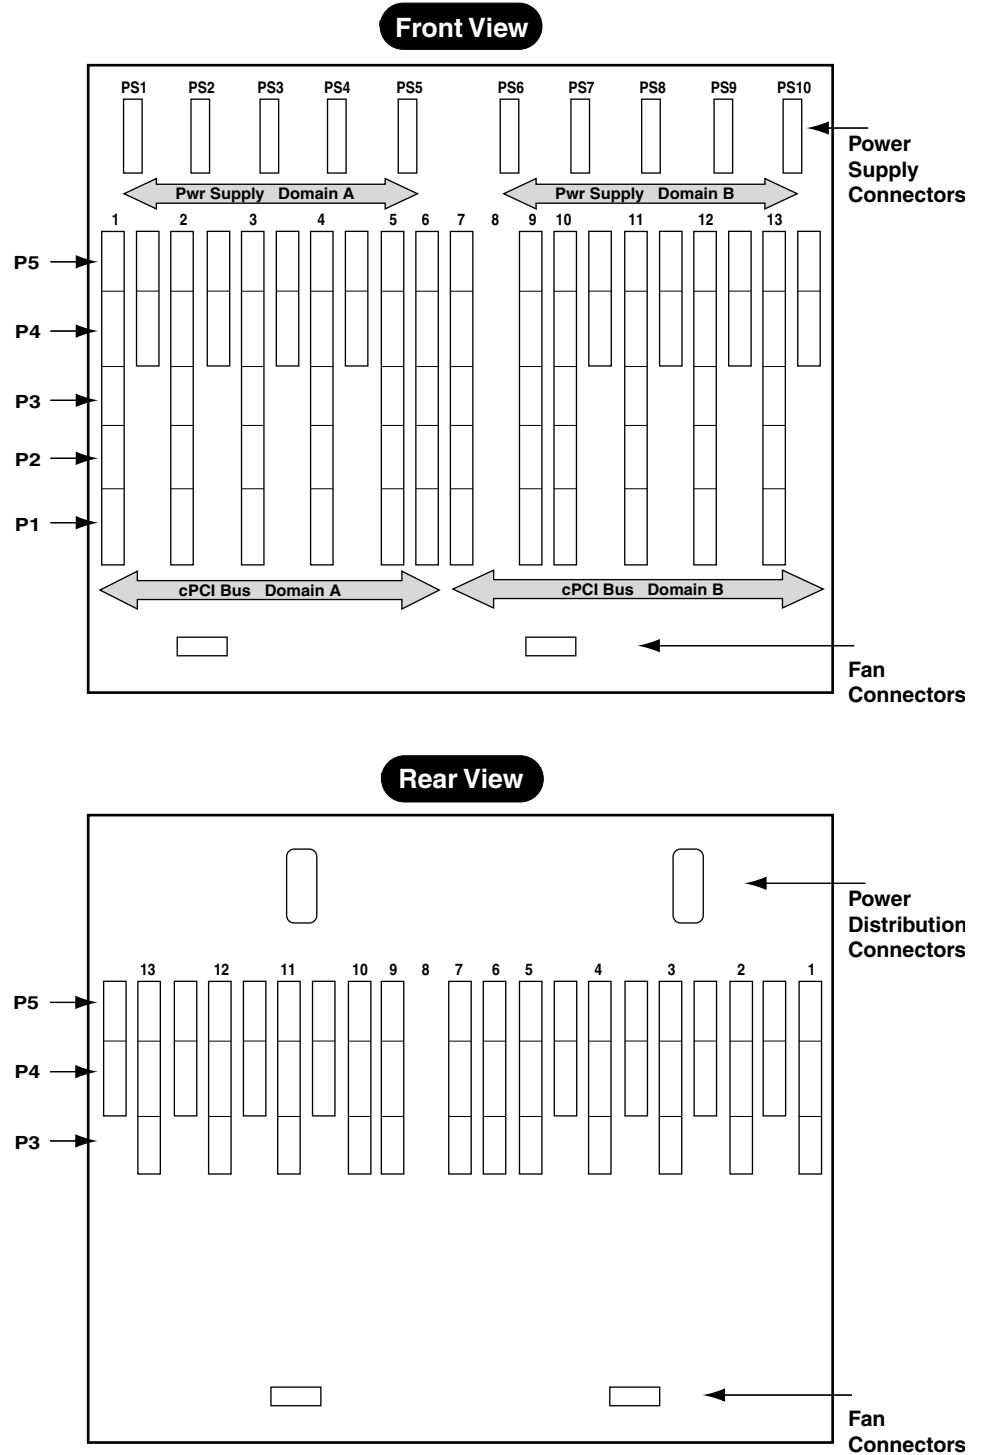 Front View
PS1 PS2 PS3 PS4 PS5 PS6 PS7 PS8 PS9 PS10
Power
Supply
Connectors
Pwr Supply Domain A Pwr Supply Domain B
1 2 3 4 5 6 7 8 9 10 11 12 13
P5
P4
P3
P2
P1
cPCI Bus Domain A cPCI Bus Domain B
Fan
Connectors
Rear View
Power
Distribution
Connectors
13 12 11 10 9 8 7 6 5 4 3 2 1
P5
P4
P3
Fan
Connectors